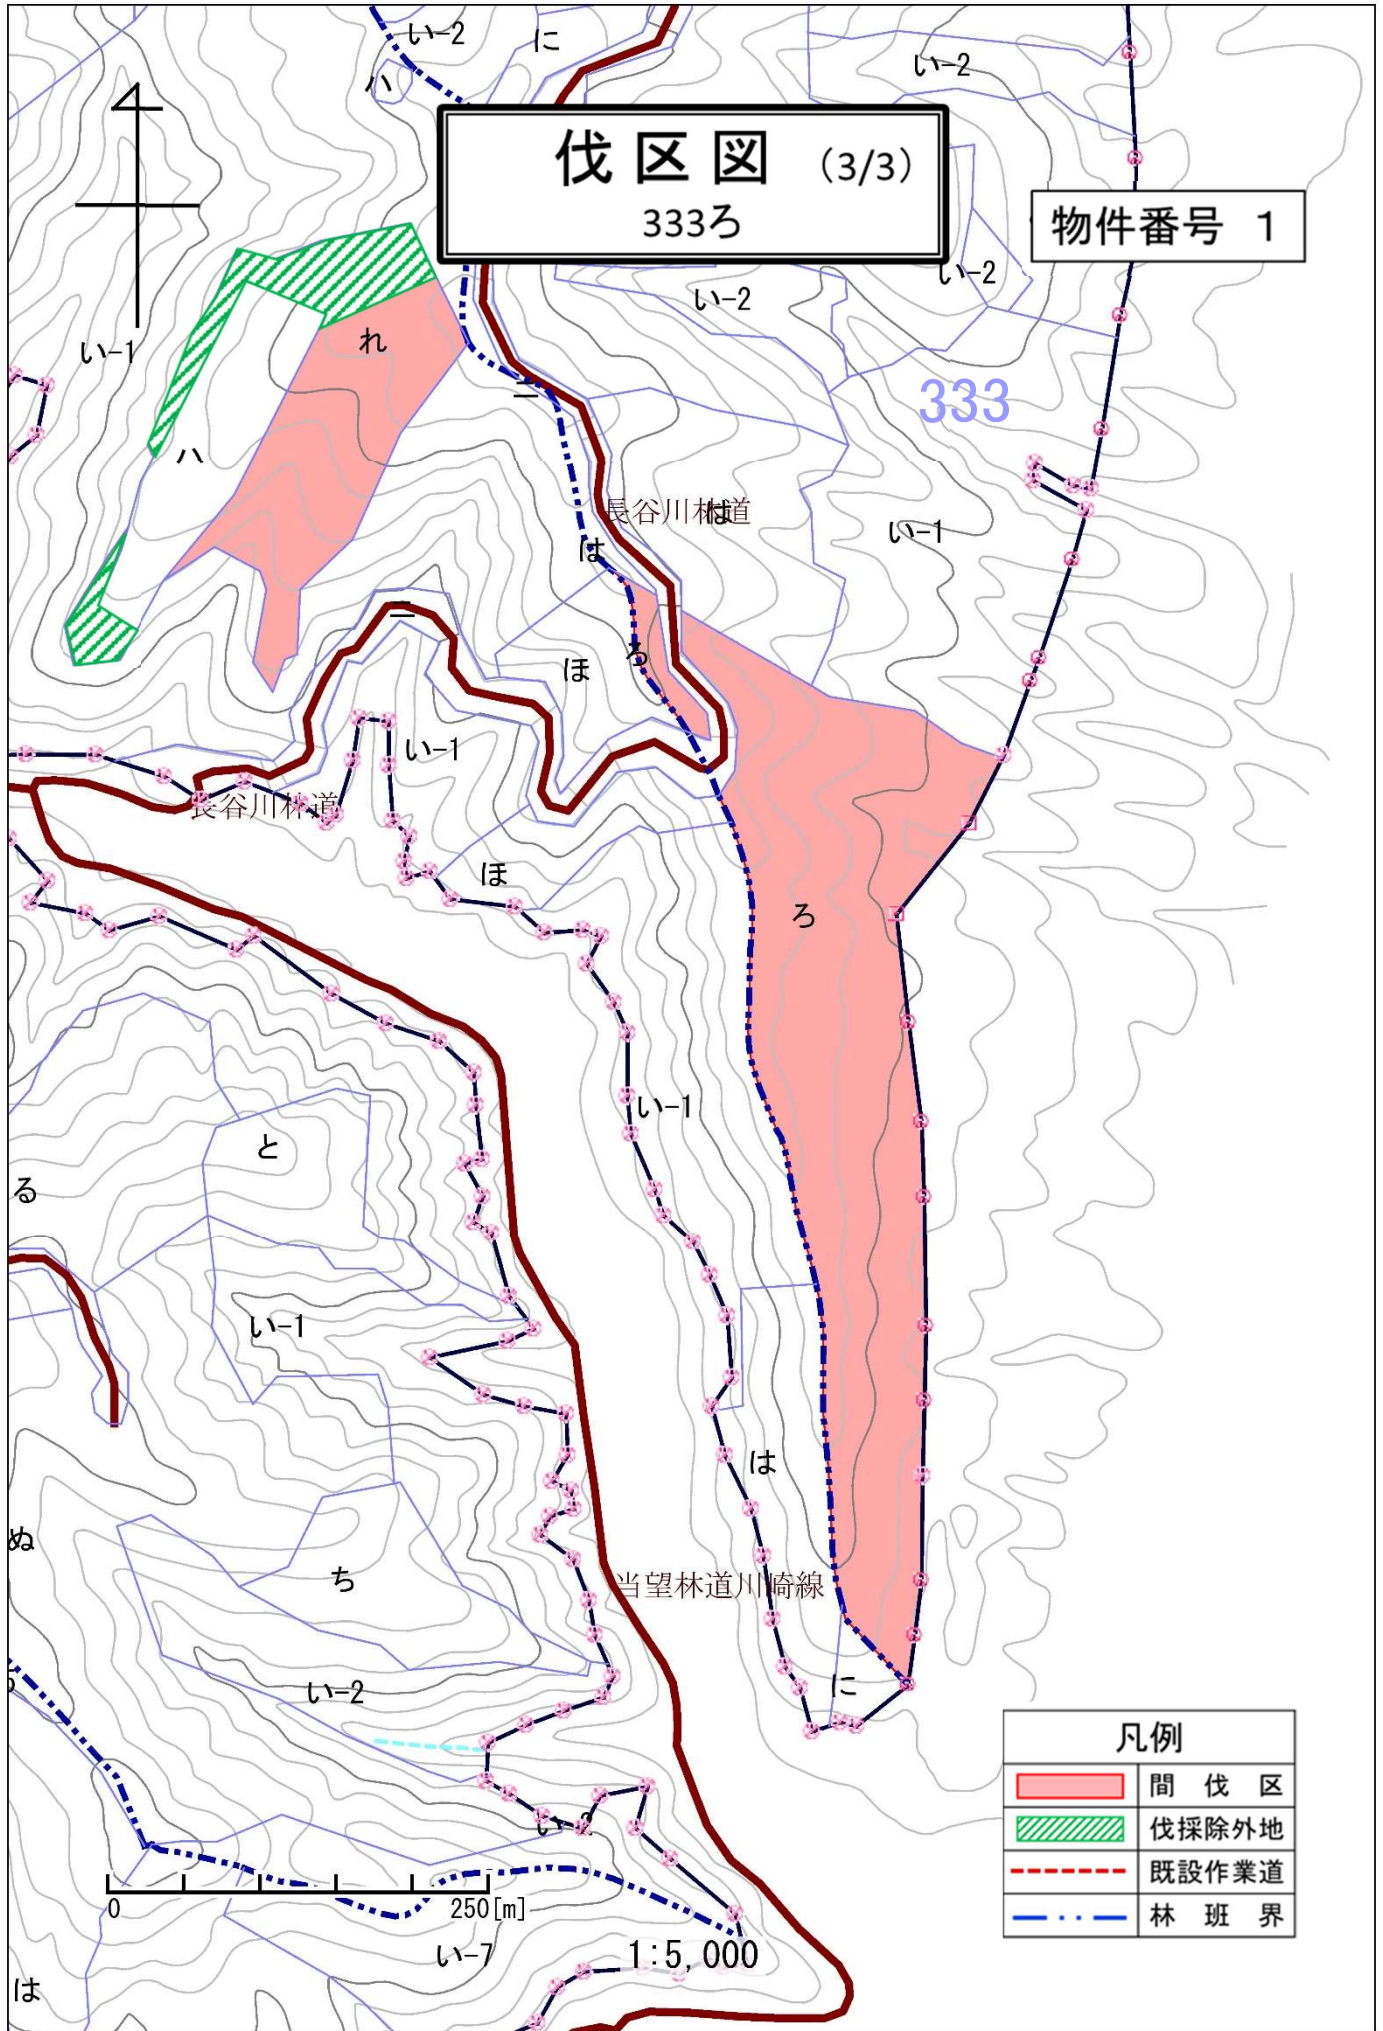 い-2
に
ハ
い-2
伐区図 (3/3)
333ろ
物件番号 1
い-2
い-2
い-1
れ
ニ
333
ハ
長谷川林道
は
い-1
は
ニ
ほ
ろ
い-1
長谷川林道
ほ
ろ
い-1
と
る
い-1
は
ぬ
ち
当望林道川崎線
に
い-2
凡例
間伐区
伐採除外地
既設作業道
林班界
い-2
0
250[m]
い-7
1:5,000
は